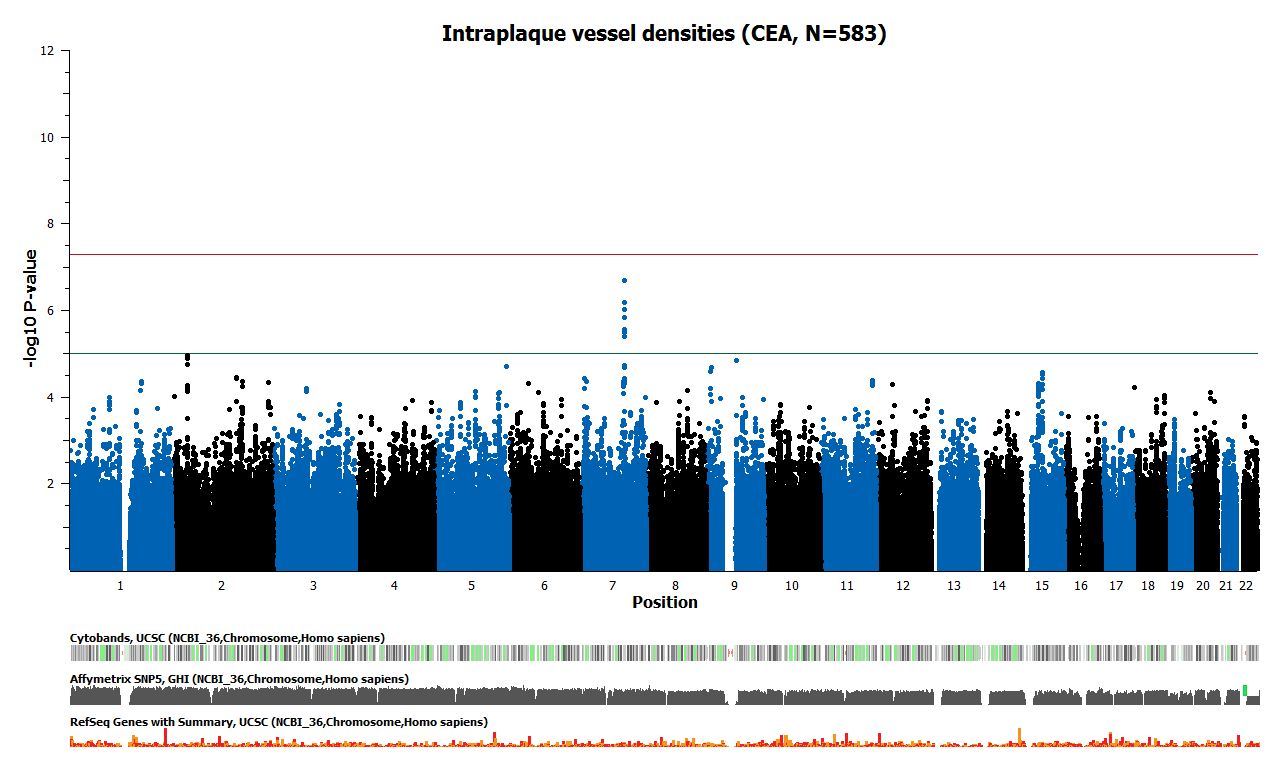 Intraplaque vessel densities (CEA, N=583)
12
10
8
6
4
2
-log10 P-value
1 2 3 4 5 6 7 8 9 10 11 12 13 14 15 16 17 18 19 20 21 22
Position
Cytobands, UCSC (NCBI_36,Chromosome,Homo sapiens)
Affymetrix SNP5, GHI (NCBI_36,Chromosome,Homo sapiens)
RefSeq Genes with Summary, UCSC (NCBI_36,Chromosome,Homo sapiens)